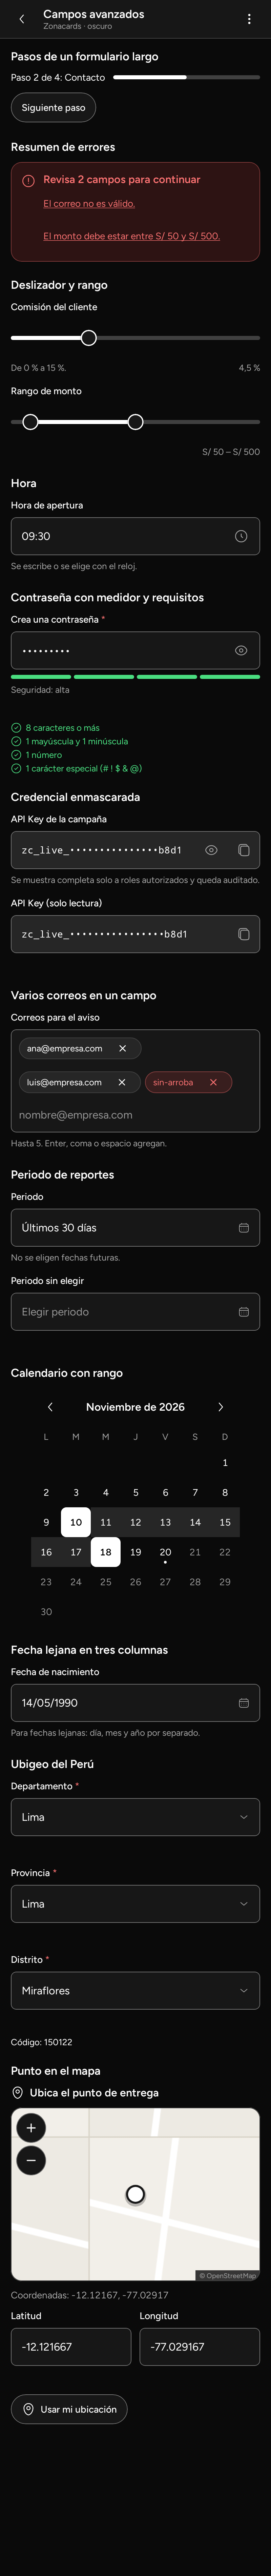 Campos avanzados
Zonacards · oscuro
Pasos de un formulario largo
Paso 2 de 4: Contacto
Siguiente paso
Resumen de errores
Revisa 2 campos para continuar
El correo no es válido.
El monto debe estar entre S/ 50 y S/ 500.
Deslizador y rango
Comisión del cliente
De 0 % a 15 %. 4,5 %
Rango de monto
S/ 50 – S/ 500
Hora
Hora de apertura
09:30
Se escribe o se elige con el reloj.
Contraseña con medidor y requisitos
Crea una contraseña *
•••••••••
Seguridad: alta
8 caracteres o más
1 mayúscula y 1 minúscula
1 número
1 carácter especial (# ! $ & @)
Credencial enmascarada
API Key de la campaña
zc_live_••••••••••••••••b8d1
Se muestra completa solo a roles autorizados y queda auditado.
API Key (solo lectura)
zc_live_••••••••••••••••b8d1
Varios correos en un campo
Correos para el aviso
ana@empresa.com
luis@empresa.com sin-arroba
nombre@empresa.com
Hasta 5. Enter, coma o espacio agregan.
Periodo de reportes
Periodo
Últimos 30 días
No se eligen fechas futuras.
Periodo sin elegir
Elegir periodo
Calendario con rango
Noviembre de 2026
L M M J V S D
1
2 3 4 5 6 7 8
9 10 11 12 13 14 15
16 17 18 19 20 21 22
23 24 25 26 27 28 29
30
Fecha lejana en tres columnas
Fecha de nacimiento
14/05/1990
Para fechas lejanas: día, mes y año por separado.
Ubigeo del Perú
Departamento *
Lima
Provincia *
Lima
Distrito *
Miraflores
Código: 150122
Punto en el mapa
Ubica el punto de entrega
+
−
© OpenStreetMap
Coordenadas: -12.12167, -77.02917
Latitud Longitud
-12.121667 -77.029167
Usar mi ubicación